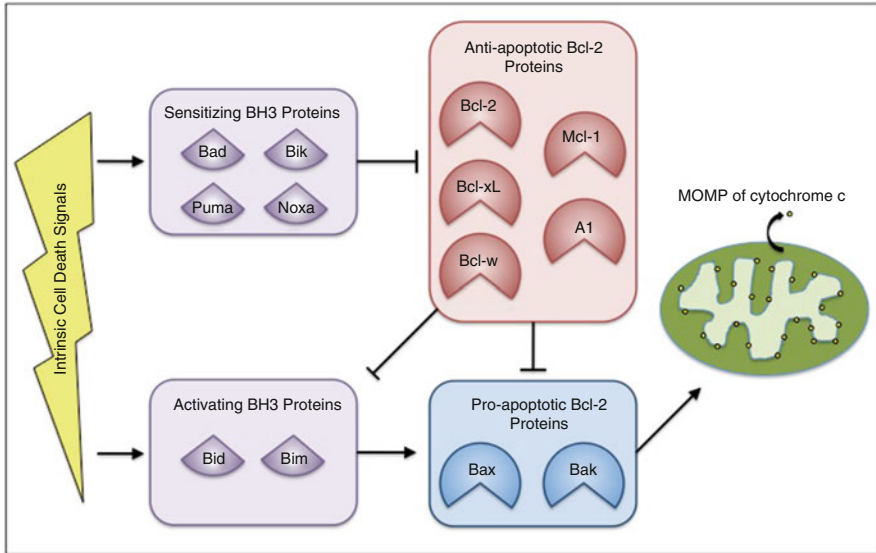 Intrinsic Cell Death Signals
Sensitizing BH3 Proteins
Bad
Bik
Puma
Noxa
Anti-apoptotic Bcl-2
Proteins
Bcl-2
Mcl-1
Bcl-xL
A1
Bcl-w
MOMP of cytochrome c
Activating BH3 Proteins
Bid
Bim
Pro-apoptotic Bcl-2
Proteins
Bax
Bak